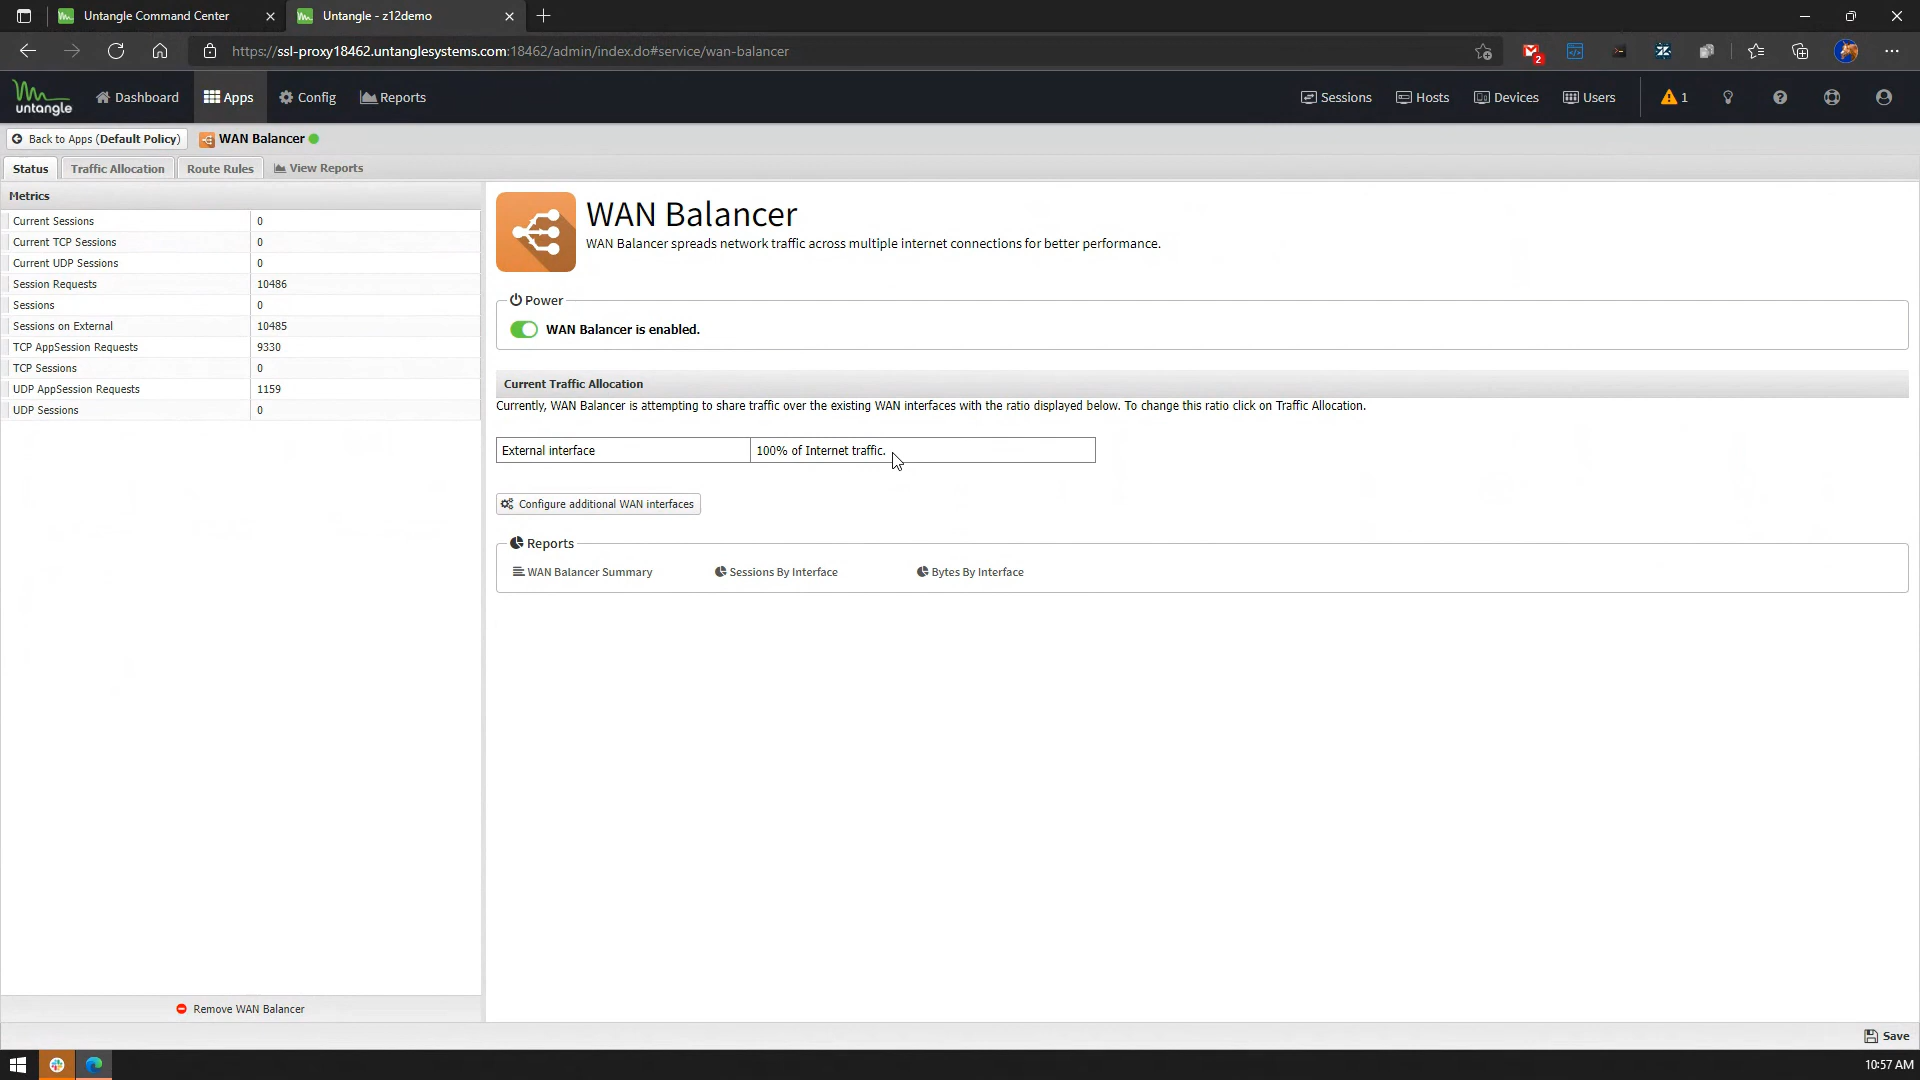 Untangle Command Center
Untangle - z12demo
https://ssl-proxy18462.untanglesystems.com:18462/admin/index.do#service/wan-balancer
2
untangle
Dashboard
Apps
Config
Reports
Sessions
Hosts
Devices
Users
1
Back to Apps (Default Policy)
WAN Balancer
Status
Traffic Allocation
Route Rules
View Reports
Metrics
Current Sessions 0
Current TCP Sessions 0
Current UDP Sessions 0
Session Requests 10486
Sessions 0
Sessions on External 10485
TCP AppSession Requests 9330
TCP Sessions 0
UDP AppSession Requests 1159
UDP Sessions 0
Remove WAN Balancer
WAN Balancer
WAN Balancer spreads network traffic across multiple internet connections for better performance.
Power
WAN Balancer is enabled.
Current Traffic Allocation
Currently, WAN Balancer is attempting to share traffic over the existing WAN interfaces with the ratio displayed below. To change this ratio click on Traffic Allocation.
External interface 100% of Internet traffic.
Configure additional WAN interfaces
Reports
WAN Balancer Summary
Sessions By Interface
Bytes By Interface
Save
10:57 AM